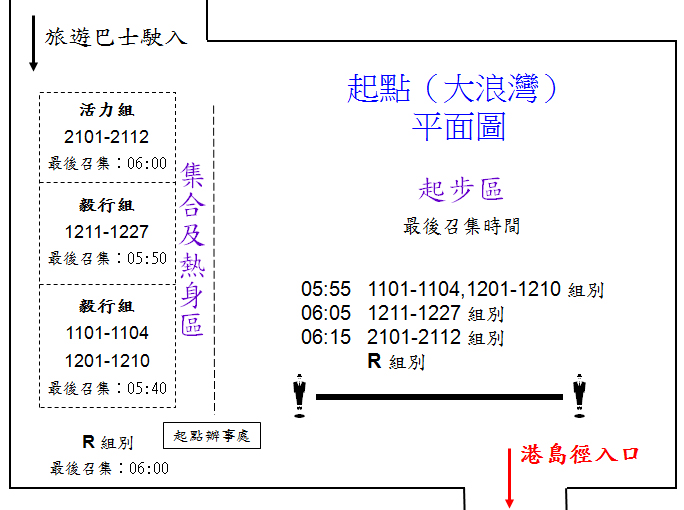 旅遊巴士駛入
起點（大浪灣）
平面圖
活力組
2101-2112
最後召集：06:00
毅行組
1211-1227
最後召集：05:50
毅行組
1101-1104
1201-1210
最後召集：05:40
R 組別
最後召集：06:00
集合及熱身區
起點辦事處
起步區
最後召集時間
05:55 1101-1104,1201-1210 組別
06:05 1211-1227 組別
06:15 2101-2112 組別
R 組別
港島徑入口